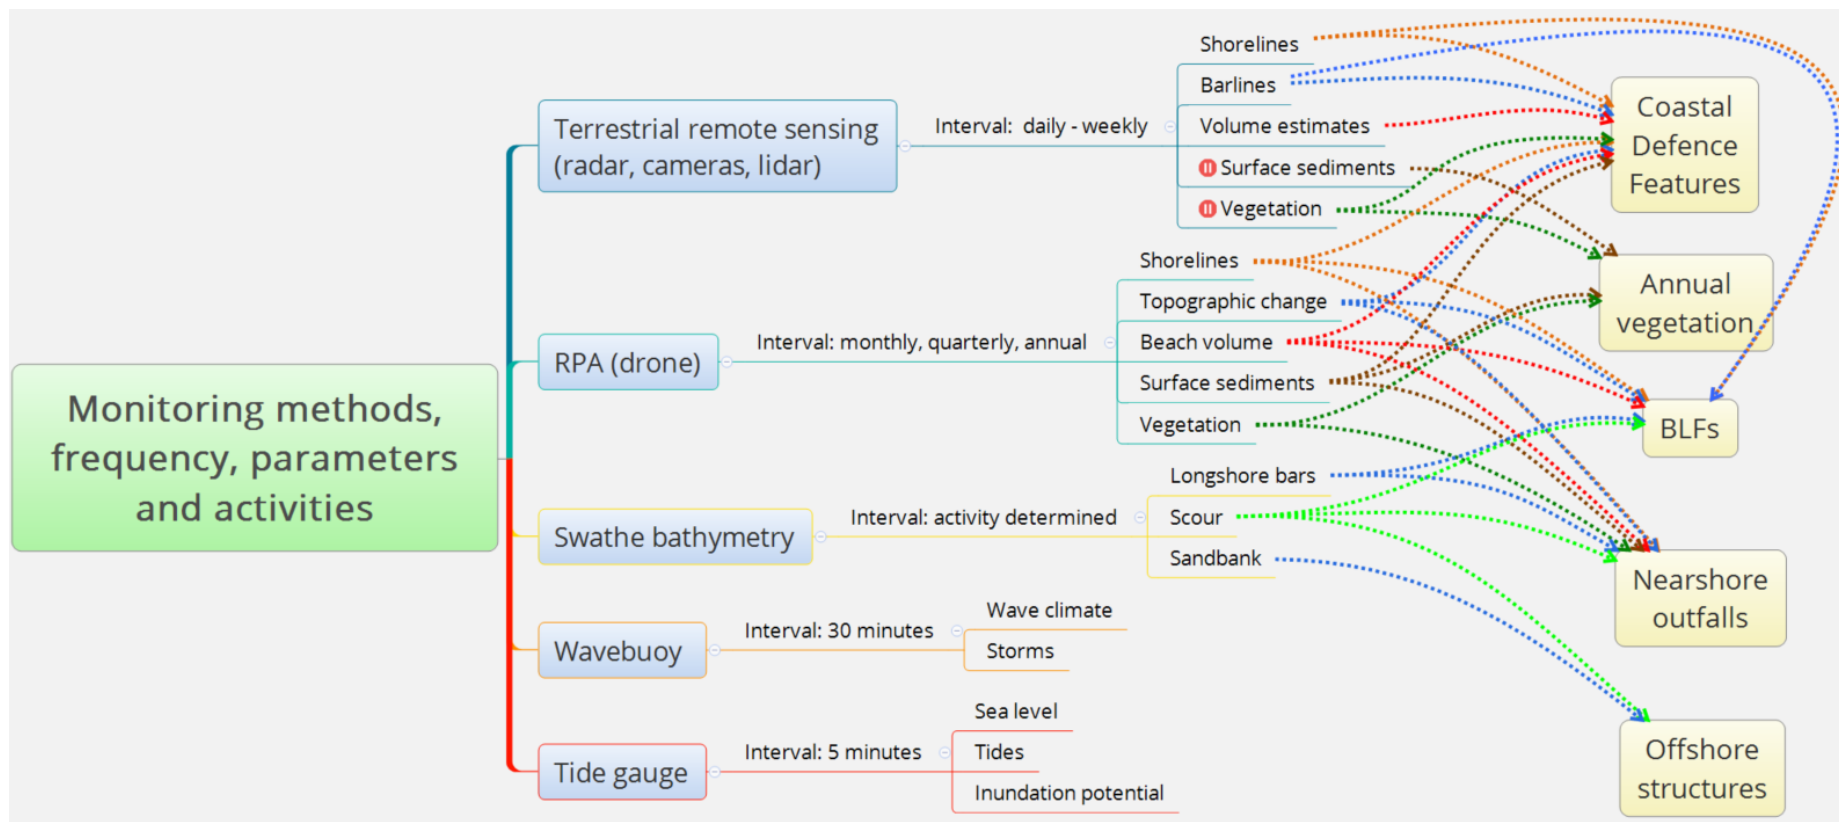 Monitoring methods,
frequency, parameters
and activities
Terrestrial remote sensing
(radar, cameras, lidar)
Interval: daily - weekly
Shorelines
Barlines
Volume estimates
Surface sediments
Vegetation
RPA (drone)
Interval: monthly, quarterly, annual
Shorelines
Topographic change
Beach volume
Surface sediments
Vegetation
Swathe bathymetry
Interval: activity determined
Longshore bars
Scour
Sandbank
Wavebuoy
Interval: 30 minutes
Wave climate
Storms
Tide gauge
Interval: 5 minutes
Sea level
Tides
Inundation potential
Coastal
Defence
Features
Annual
vegetation
BLFs
Nearshore
outfalls
Offshore
structures